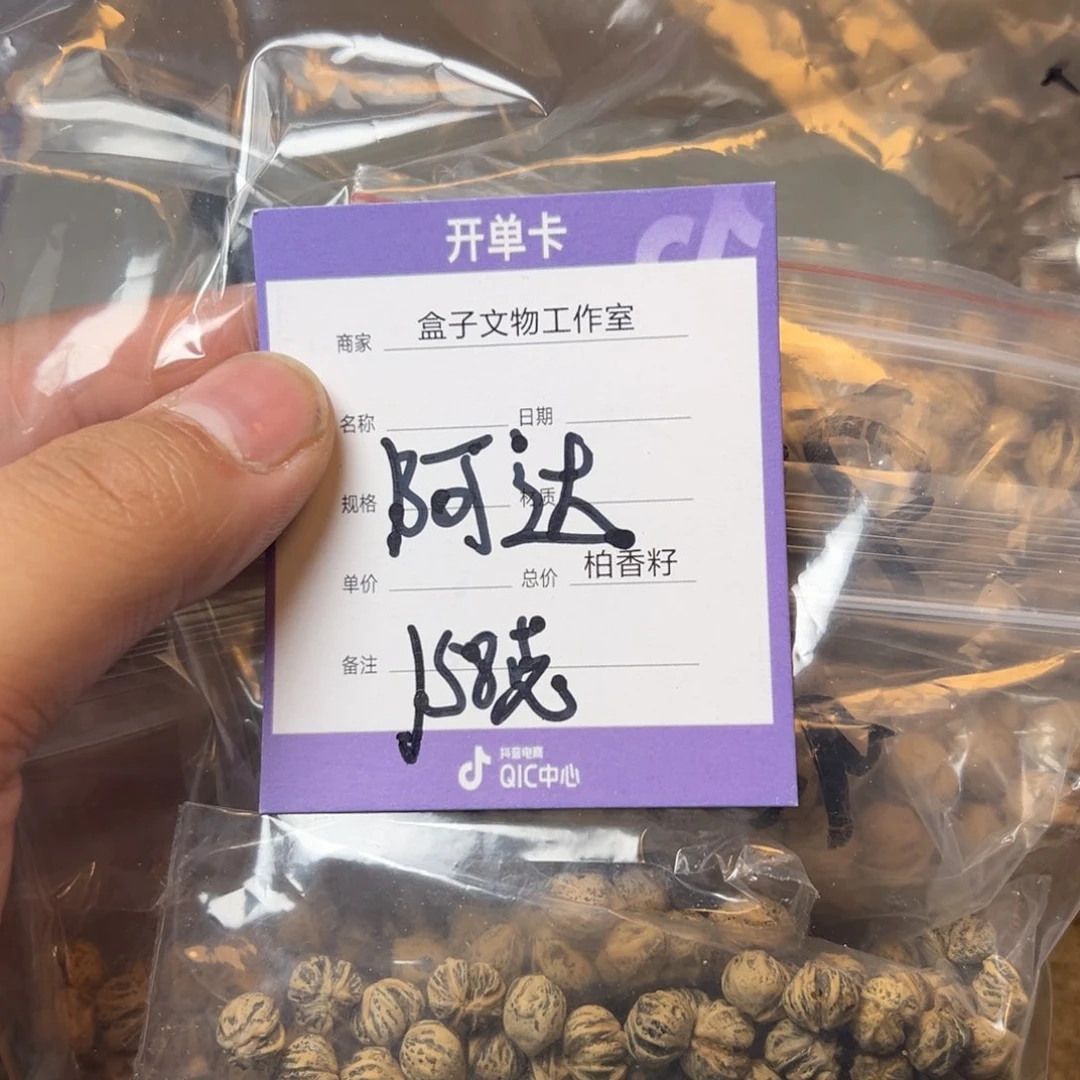 开单卡
商家 盒子文物工作室
名称 日期
阿达
规格 材质
单价 总价 柏香籽
备注 158克
抖音电商
QIC中心